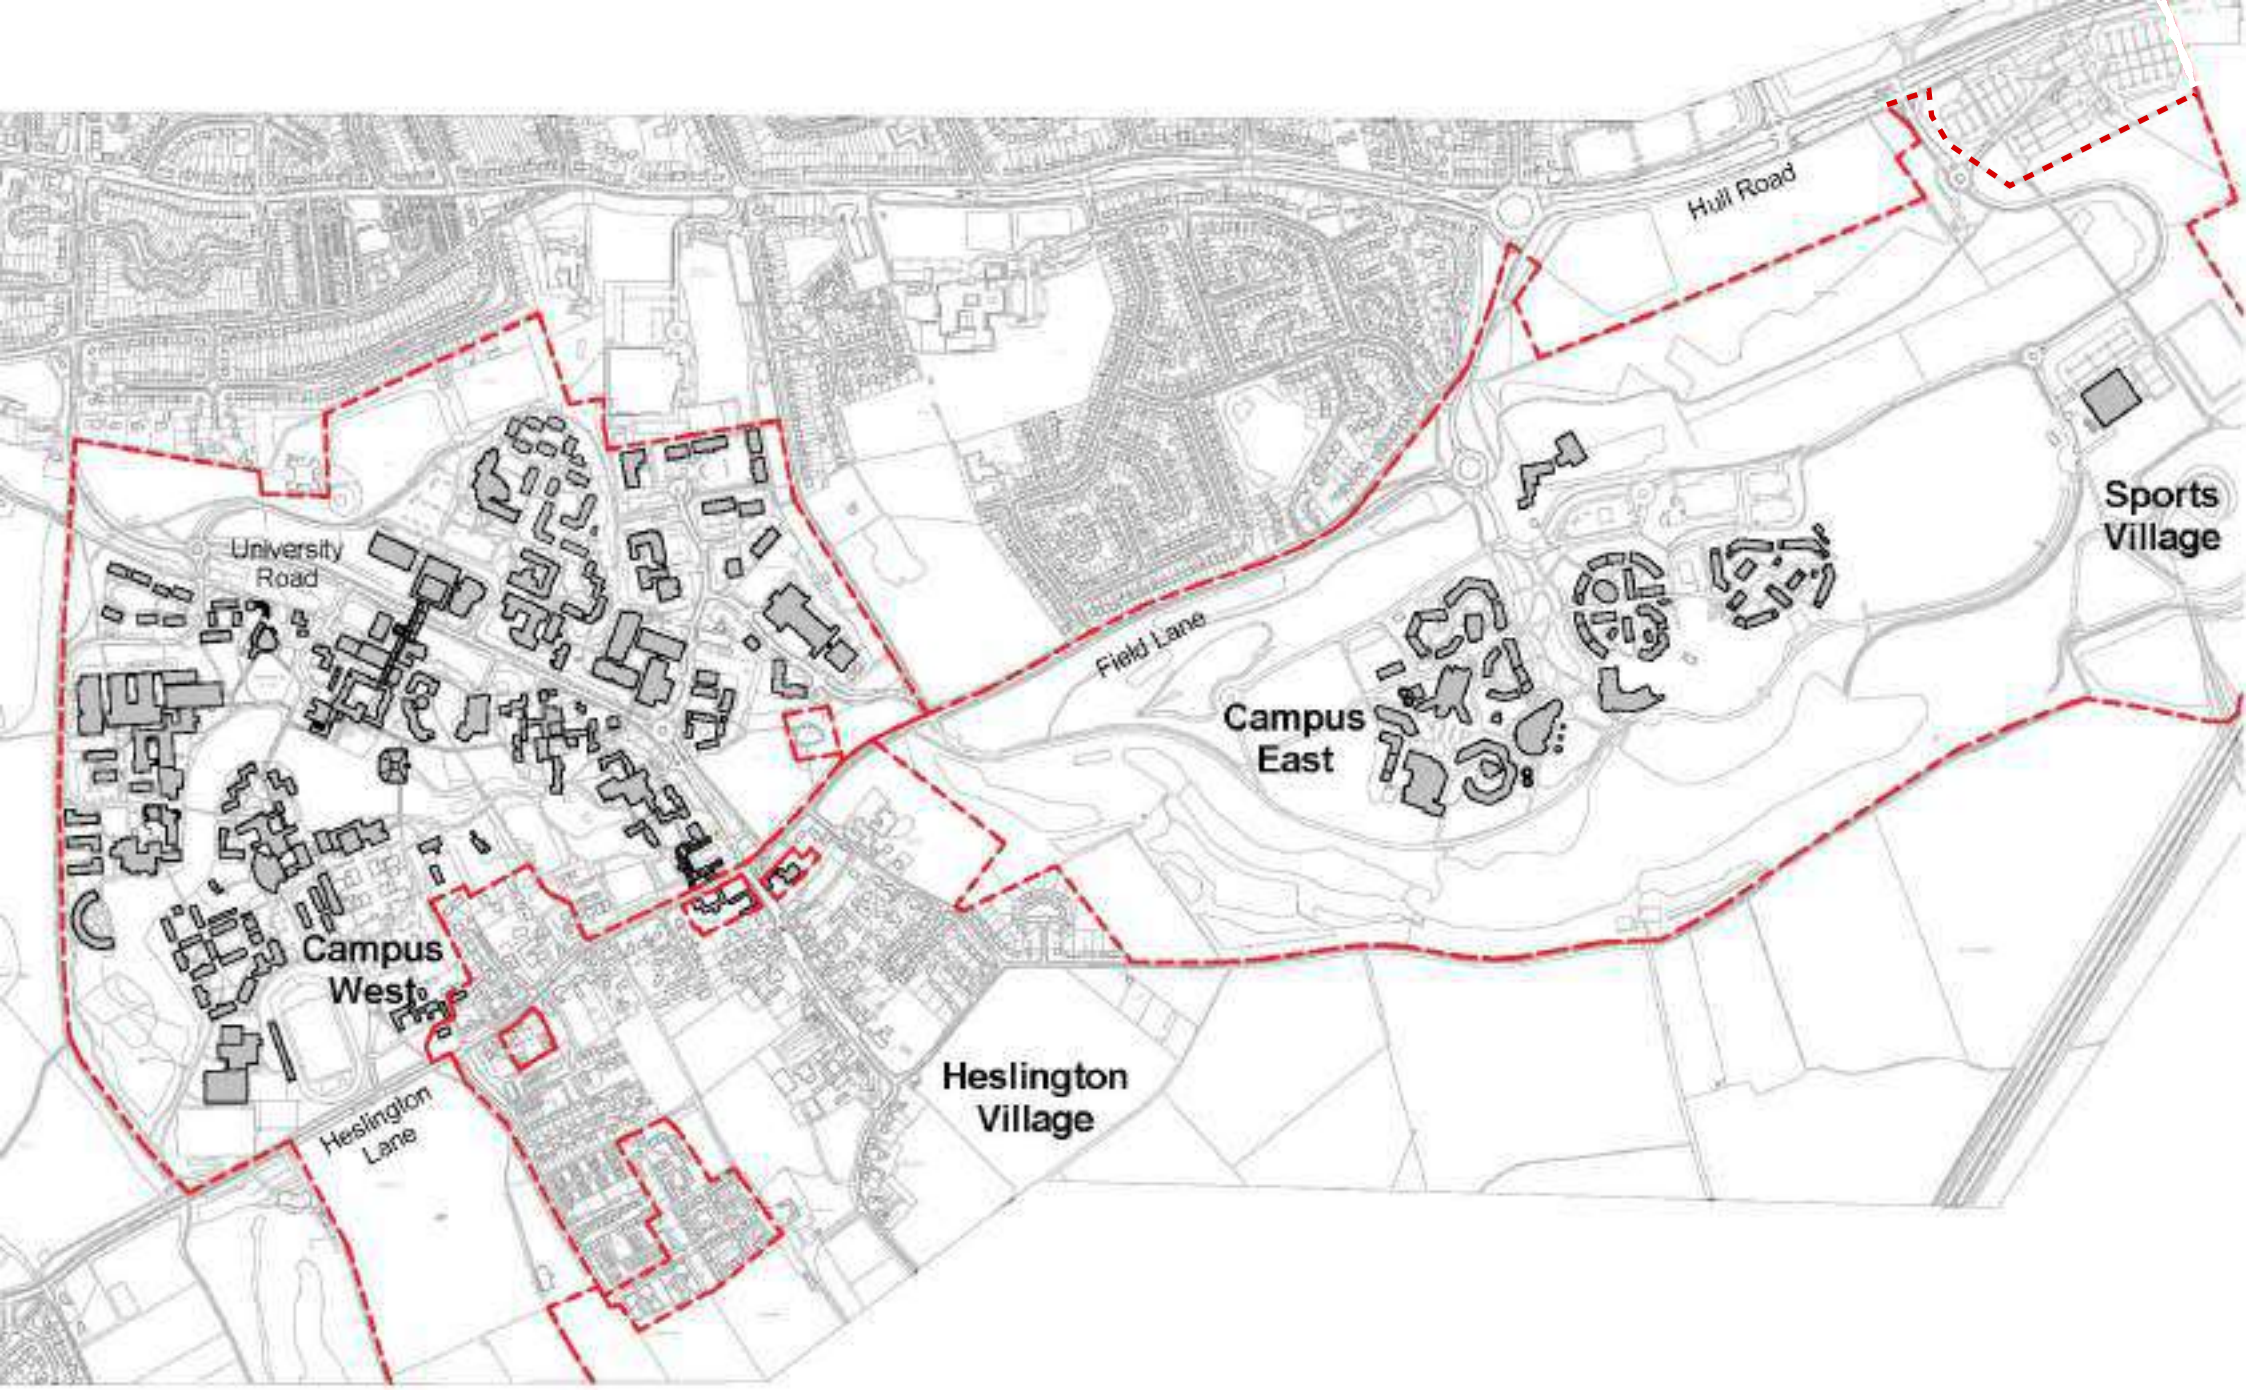 Hull Road
University
Road
Sports
Village
Field Lane
Campus
East
Campus
West
Heslington
Village
Heslington
Lane